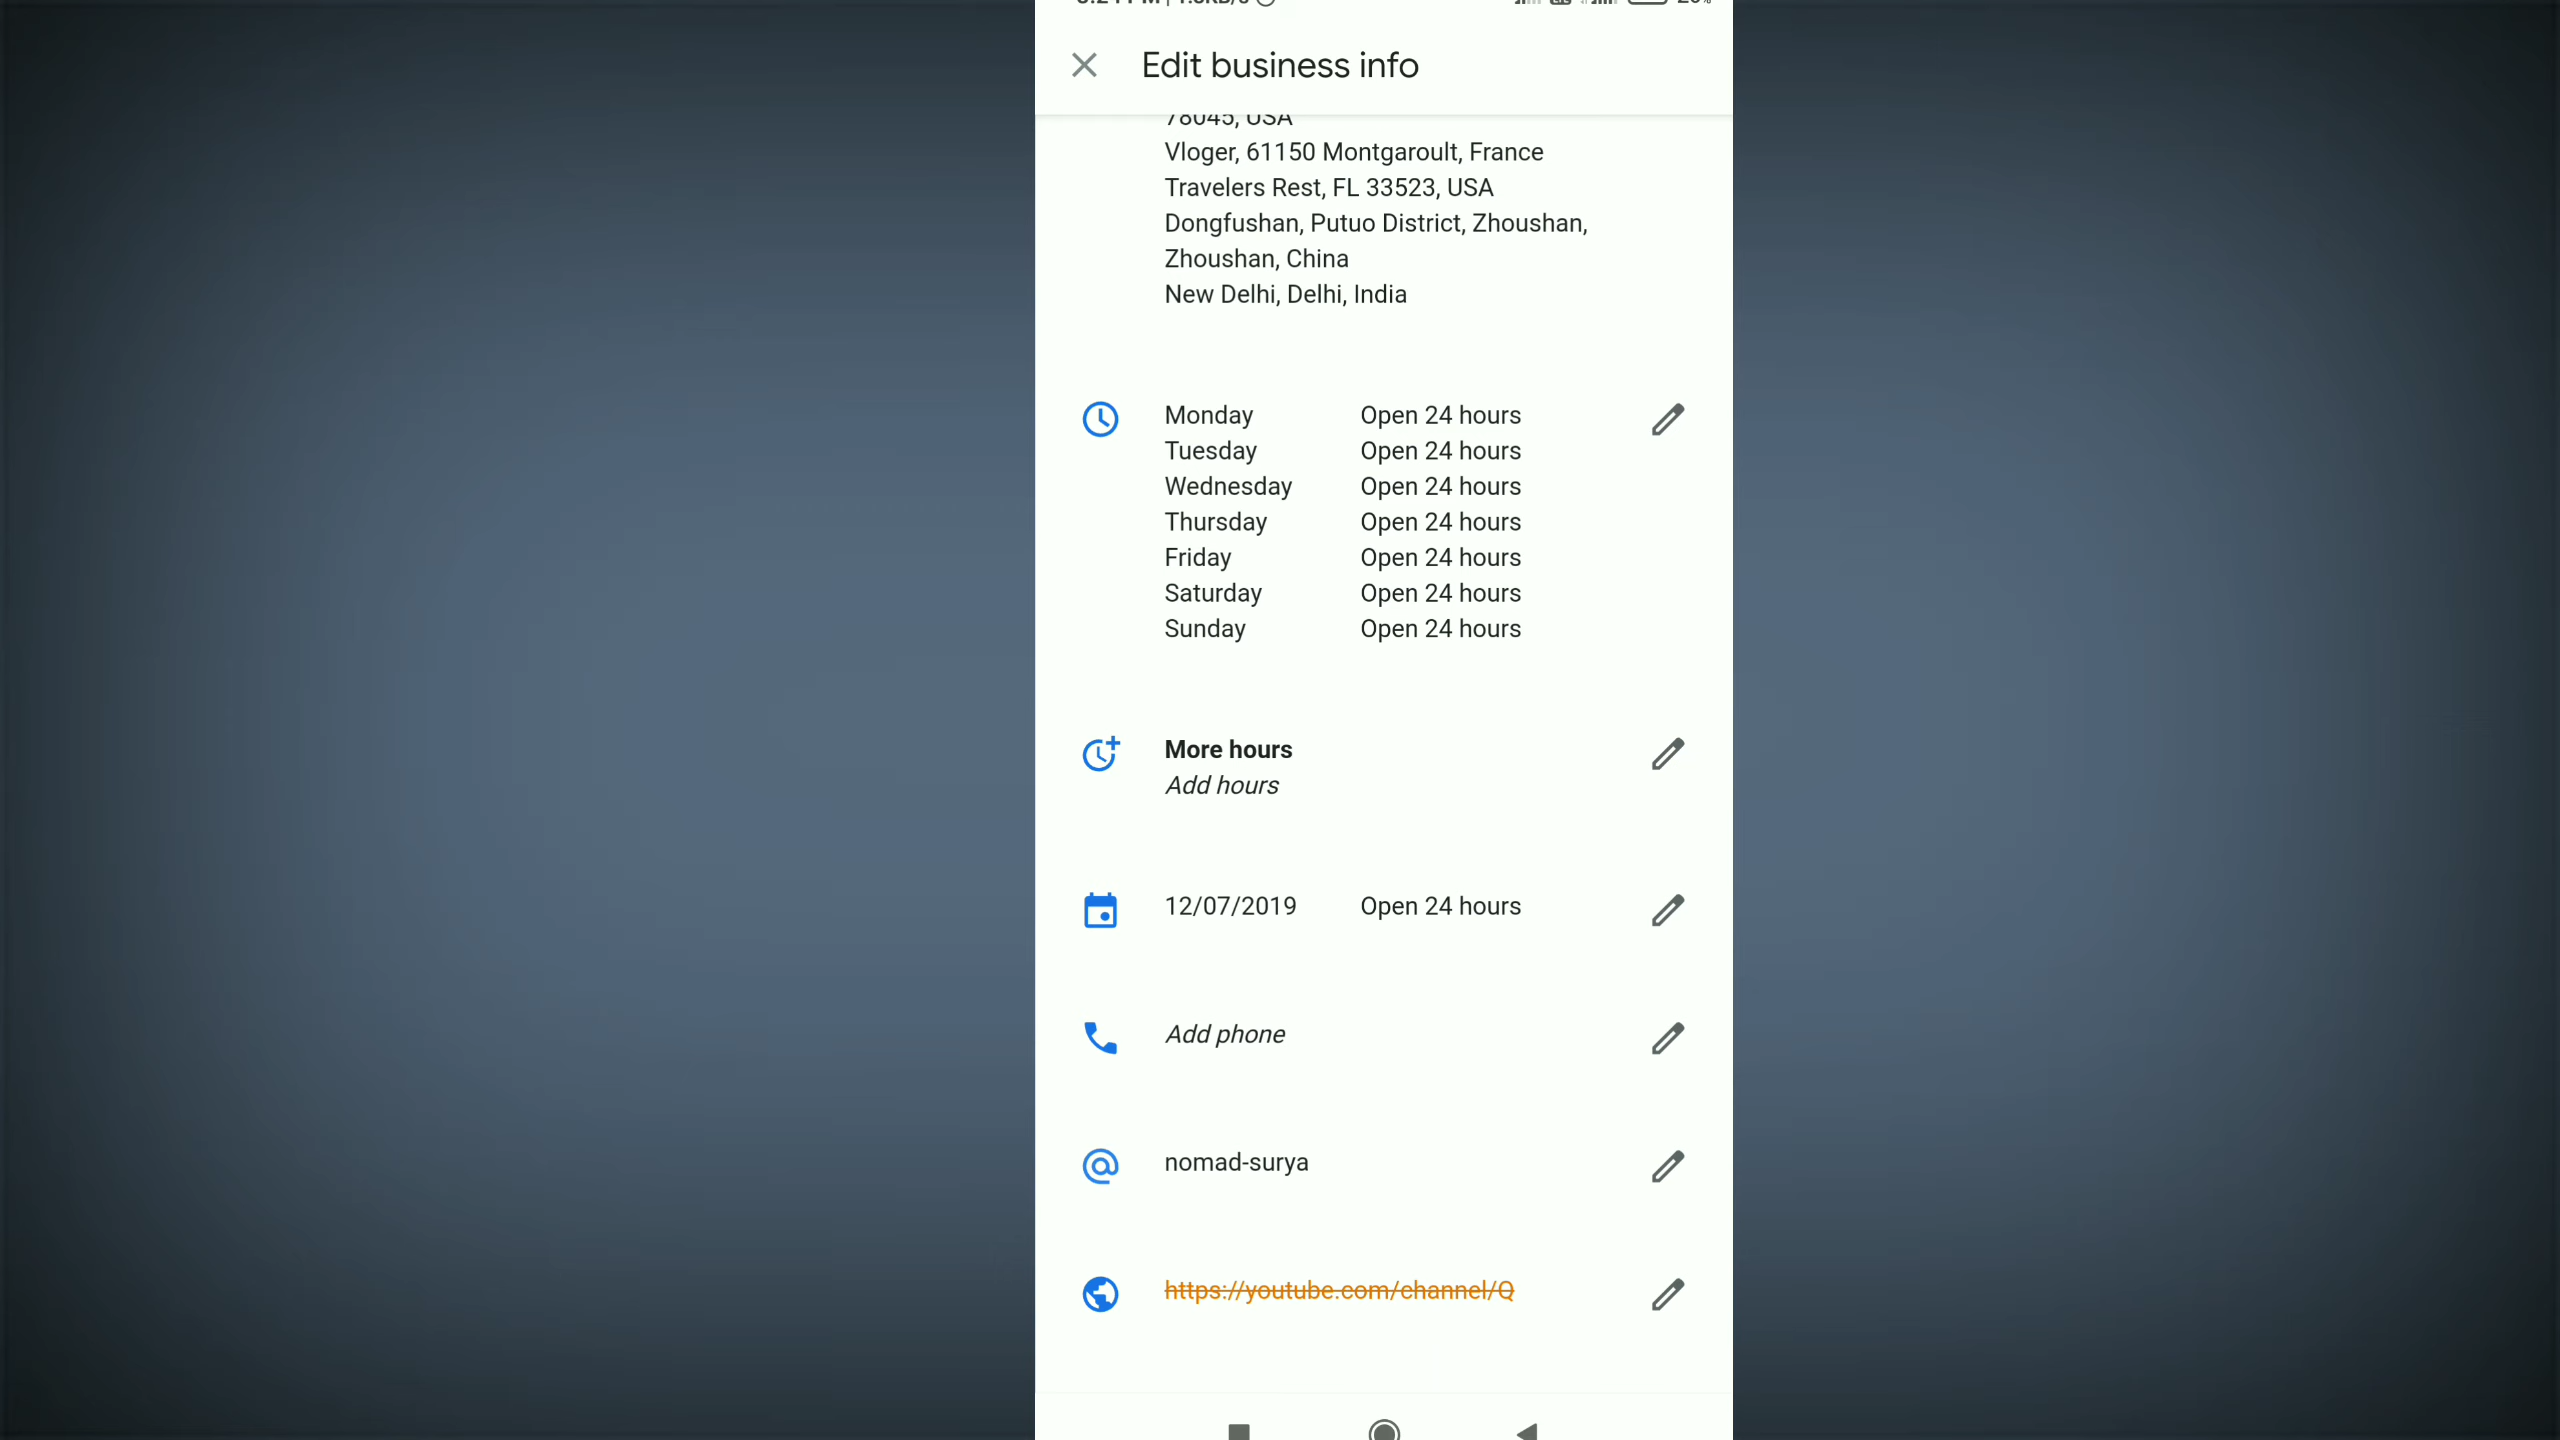 Edit business info
78045, USA
Vloger, 61150 Montgaroult, France
Travelers Rest, FL 33523, USA
Dongfushan, Putuo District, Zhoushan,
Zhoushan, China
New Delhi, Delhi, India
Monday Open 24 hours
Tuesday Open 24 hours
Wednesday Open 24 hours
Thursday Open 24 hours
Friday Open 24 hours
Saturday Open 24 hours
Sunday Open 24 hours
More hours
Add hours
12/07/2019 Open 24 hours
Add phone
nomad-surya
https://youtube.com/channel/Q